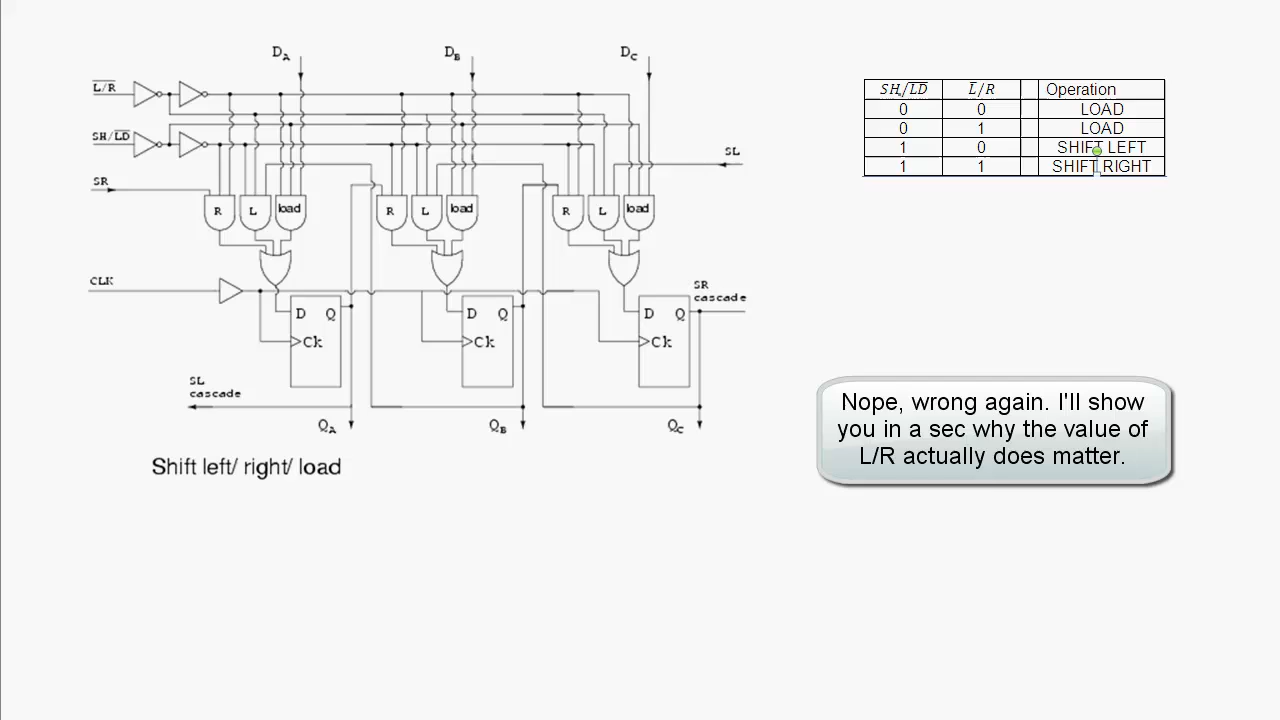 D_A D_B D_C
L̅/R
SH/L̅D̅
SL
SR
R L load R L load R L load
CLK
SR
cascade
D Q D Q D Q
Ck Ck Ck
SL
cascade
Q_A Q_B Q_C
Shift left/ right/ load
SH/L̅D̅ L̅/R Operation
0 0 LOAD
0 1 LOAD
1 0 SHIFT LEFT
1 1 SHIFT RIGHT
Nope, wrong again. I'll show
you in a sec why the value of
L/R actually does matter.